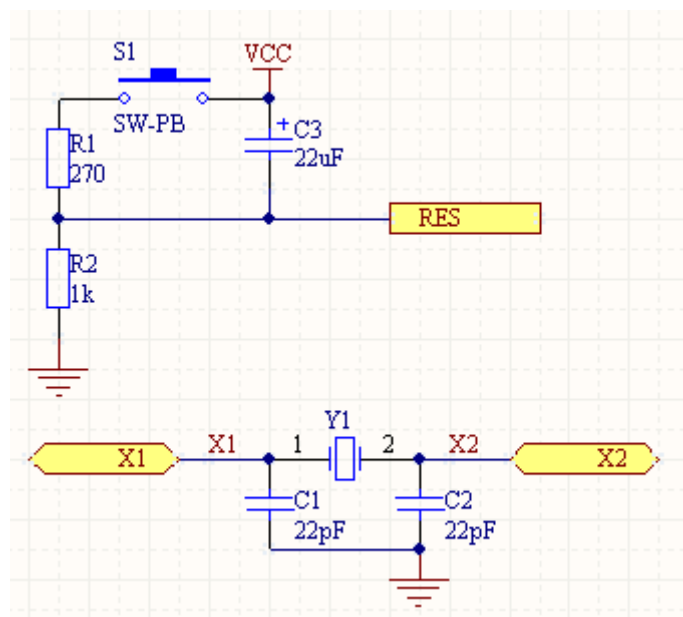 S1
VCC
SW-PB
+
C3
22uF
R1
270
RES
R2
1k
Y1
X1
X1
1
2
X2
X2
C1
22pF
C2
22pF